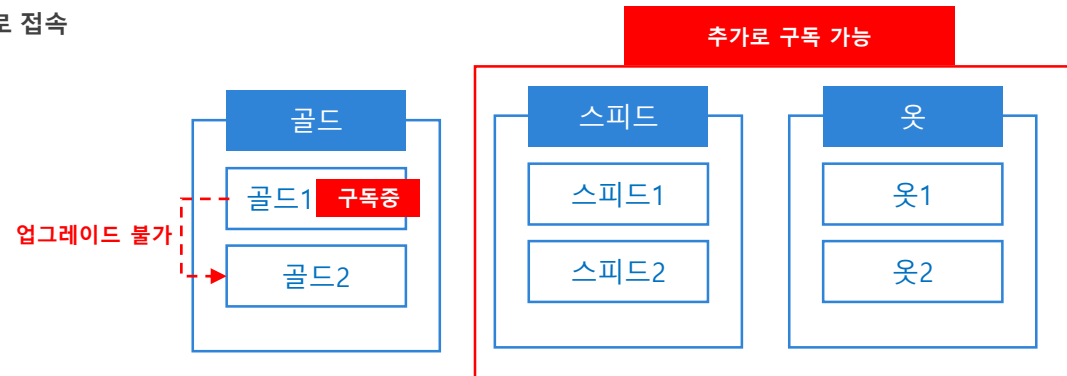 로 접속
추가로 구독 가능
골드
스피드
옷
골드1
구독중
스피드1
옷1
업그레이드 불가
골드2
스피드2
옷2